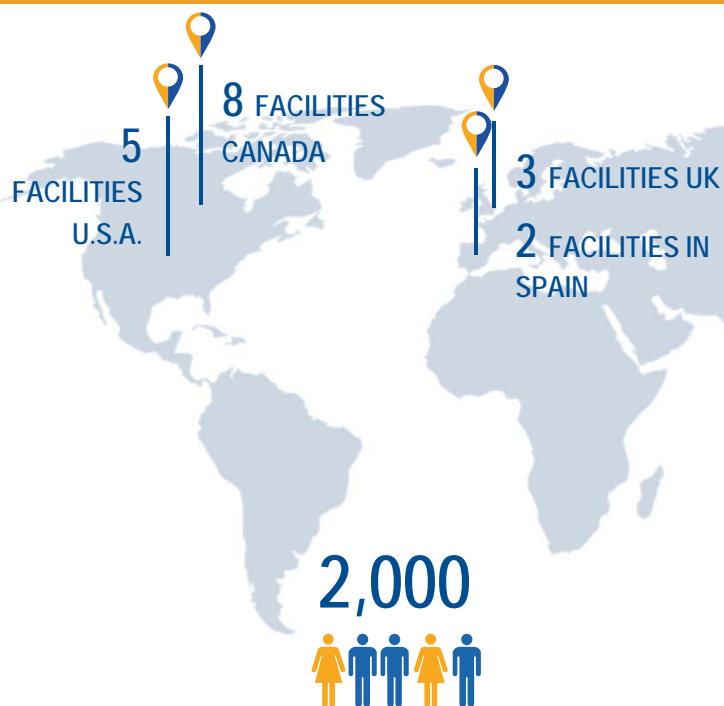 8 FACILITIES
CANADA
5
FACILITIES
U.S.A.
3 FACILITIES UK
2 FACILITIES IN
SPAIN
2,000